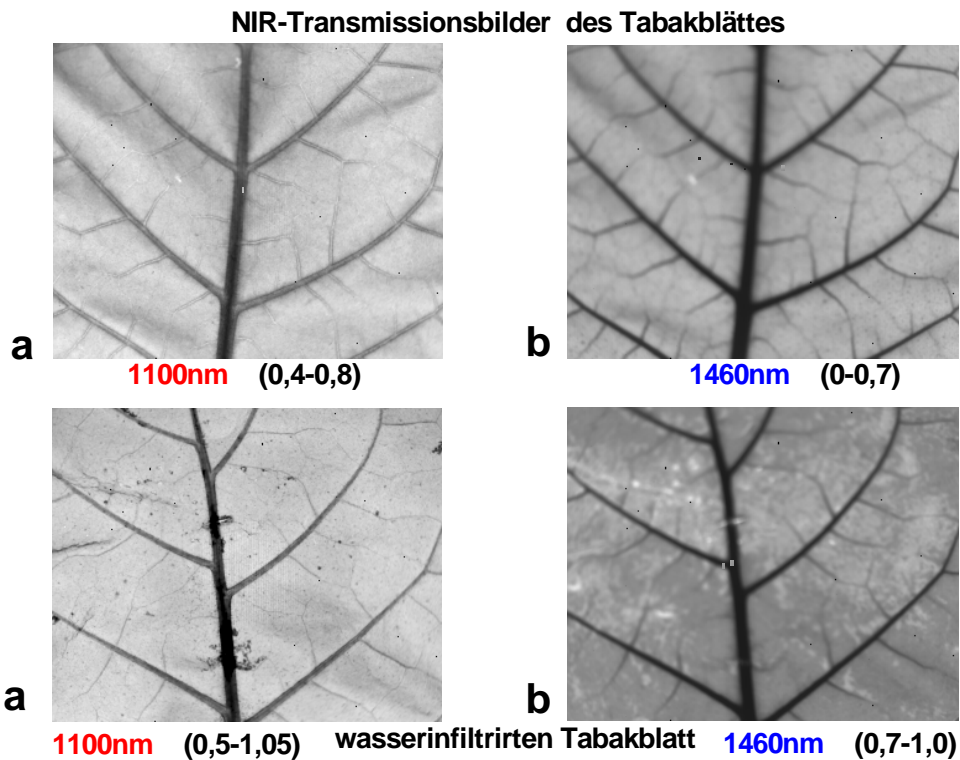 NIR-Transmissionsbilder des Tabakblättes
a
b
1100nm (0,4-0,8)
1460nm (0-0,7)
a
b
1100nm (0,5-1,05) wasserinfiltrirten Tabakblatt 1460nm (0,7-1,0)